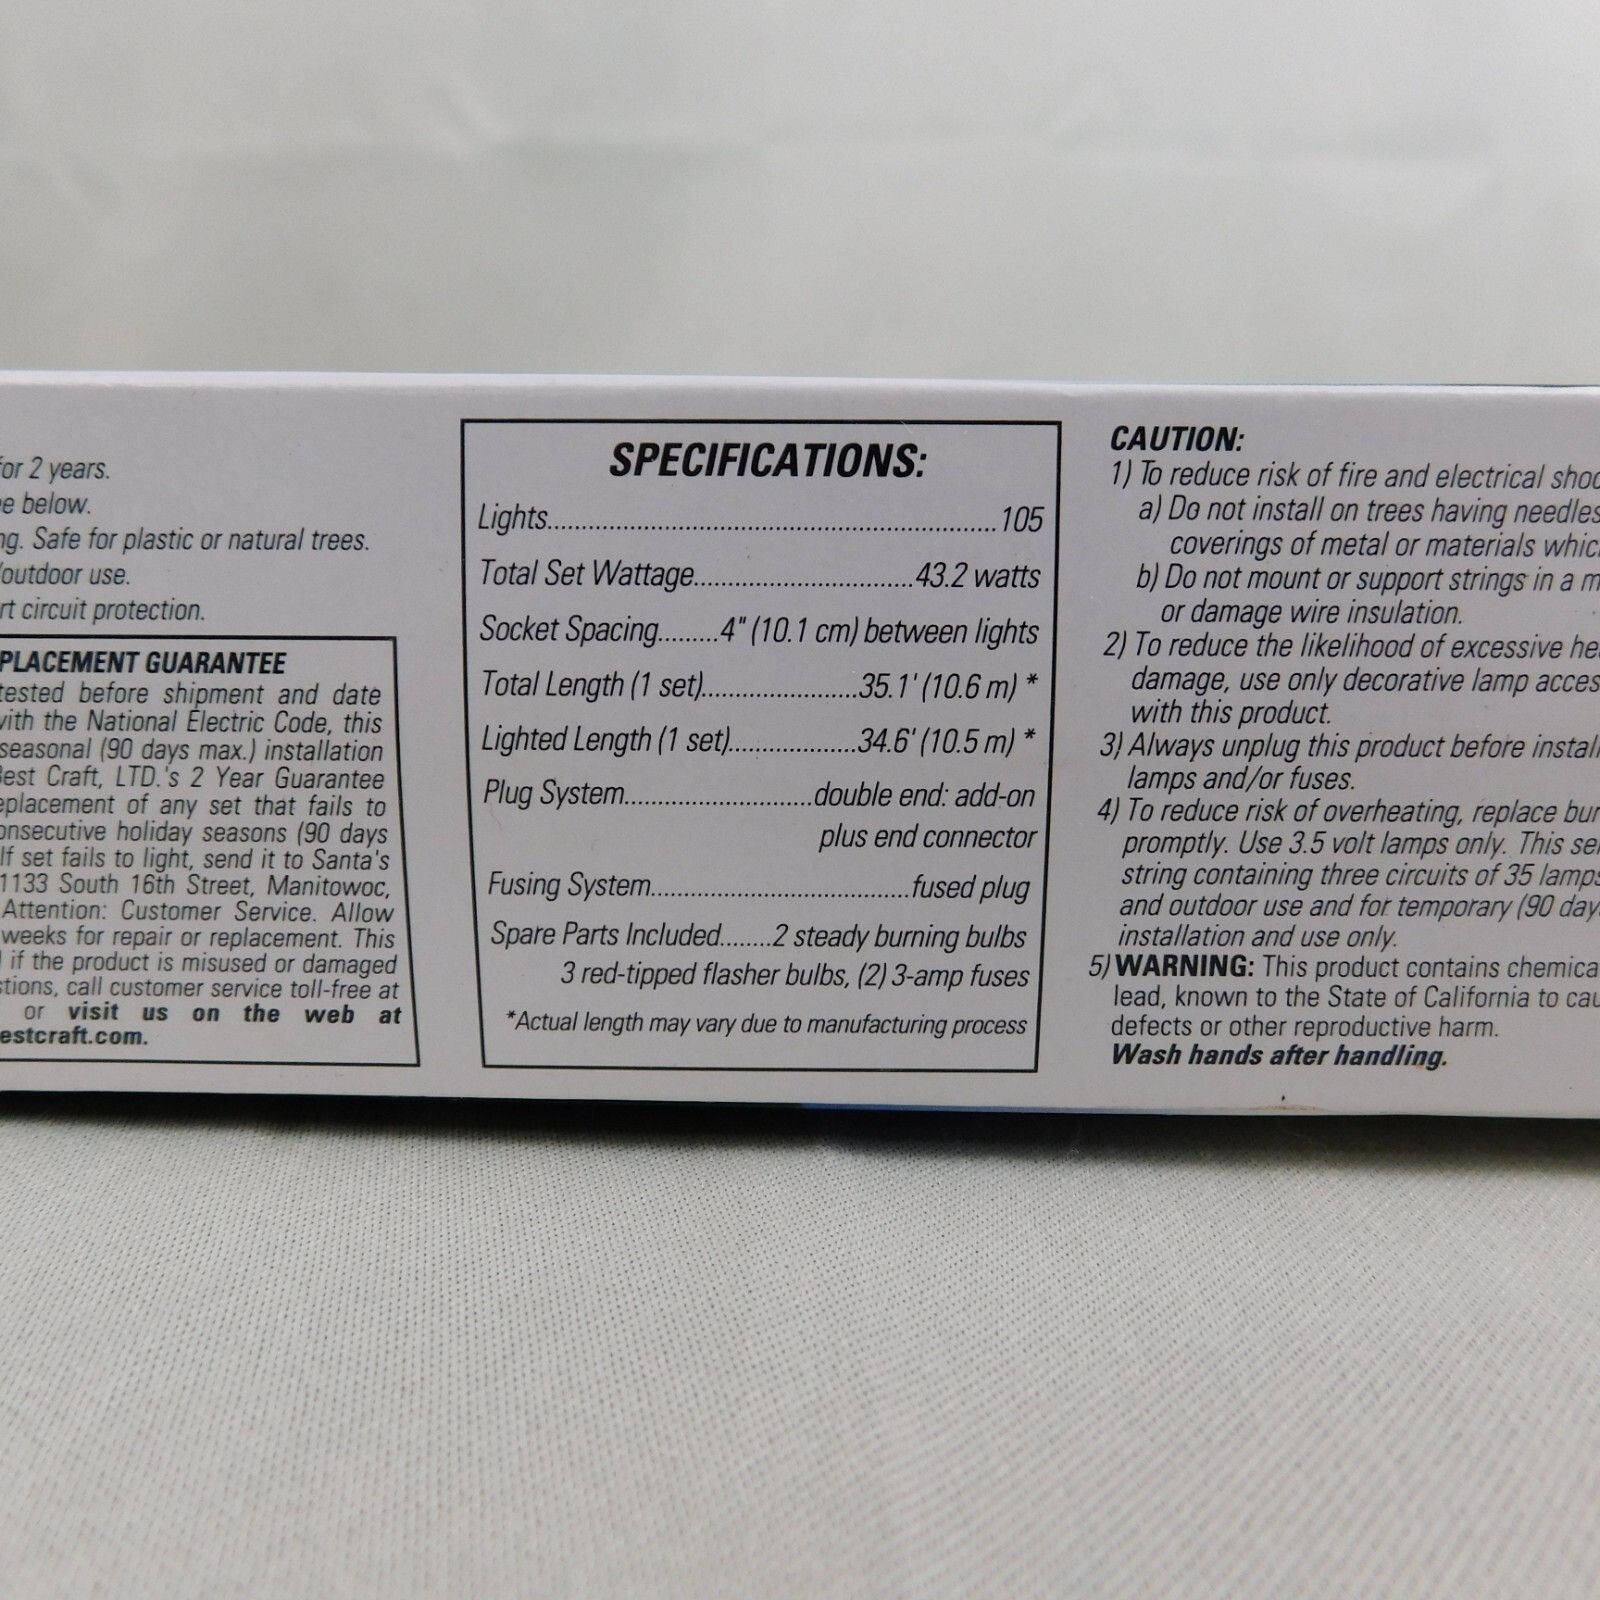 for 2 years.
ee below.
ng. Safe for plastic or natural trees.
/outdoor use.
rt circuit protection.
PLACEMENT GUARANTEE
tested before shipment and date
with the National Electric Code, this
seasonal (90 days max.) installation
Best Craft, LTD.'s 2 Year Guarantee
eplacement of any set that fails to
onsecutive holiday seasons (90 days
If set fails to light, send it to Santa's
1133 South 16th Street, Manitowoc,
Attention: Customer Service. Allow
weeks for repair or replacement. This
if the product is misused or damaged
stions, call customer service toll-free at
or visit us on the web at
estcraft.com.
SPECIFICATIONS:
Lights.................................................................105
Total Set Wattage................................43.2 watts
Socket Spacing.........4" (10.1 cm) between lights
Total Length (1 set).......................35.1' (10.6 m) *
Lighted Length (1 set)...................34.6' (10.5 m) *
Plug System............................double end: add-on
plus end connector
Fusing System......................................fused plug
Spare Parts Included........2 steady burning bulbs
3 red-tipped flasher bulbs, (2) 3-amp fuses
*Actual length may vary due to manufacturing process
CAUTION:
1) To reduce risk of fire and electrical shoc
a) Do not install on trees having needles
coverings of metal or materials whic
b) Do not mount or support strings in a m
or damage wire insulation.
2) To reduce the likelihood of excessive he
damage, use only decorative lamp acces
with this product.
3) Always unplug this product before instal
lamps and/or fuses.
4) To reduce risk of overheating, replace bur
promptly. Use 3.5 volt lamps only. This se
string containing three circuits of 35 lamps
and outdoor use and for temporary (90 day
installation and use only.
5) WARNING: This product contains chemica
lead, known to the State of California to cau
defects or other reproductive harm.
Wash hands after handling.